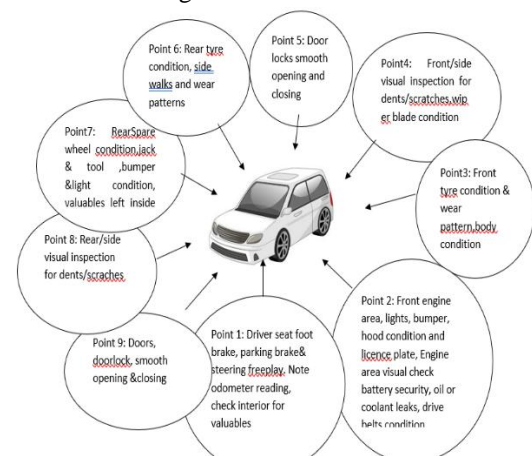 Point 6: Rear tyre
condition, side
walks and wear
patterns
Point 5: Door
locks smooth
opening and
closing
Point4: Front/side
visual inspection for
dents/scratches,wip
er blade condition
Point7: RearSpare
wheel condition,jack
& tool ,bumper
&light condition,
valuables left inside
Point3: Front
tyre condition &
wear
pattern,body
condition
Point 8: Rear/side
visual inspection
for dents/scraches
Point 2: Front engine
area, lights, bumper,
hood condition and
licence plate, Engine
area visual check
battery security, oil or
coolant leaks, drive
belts condition
Point 1: Driver seat foot
brake, parking brake&
steering freeplay, Note
odometer reading,
check interior for
valuables
Point 9: Doors,
doorlock, smooth
opening &closing